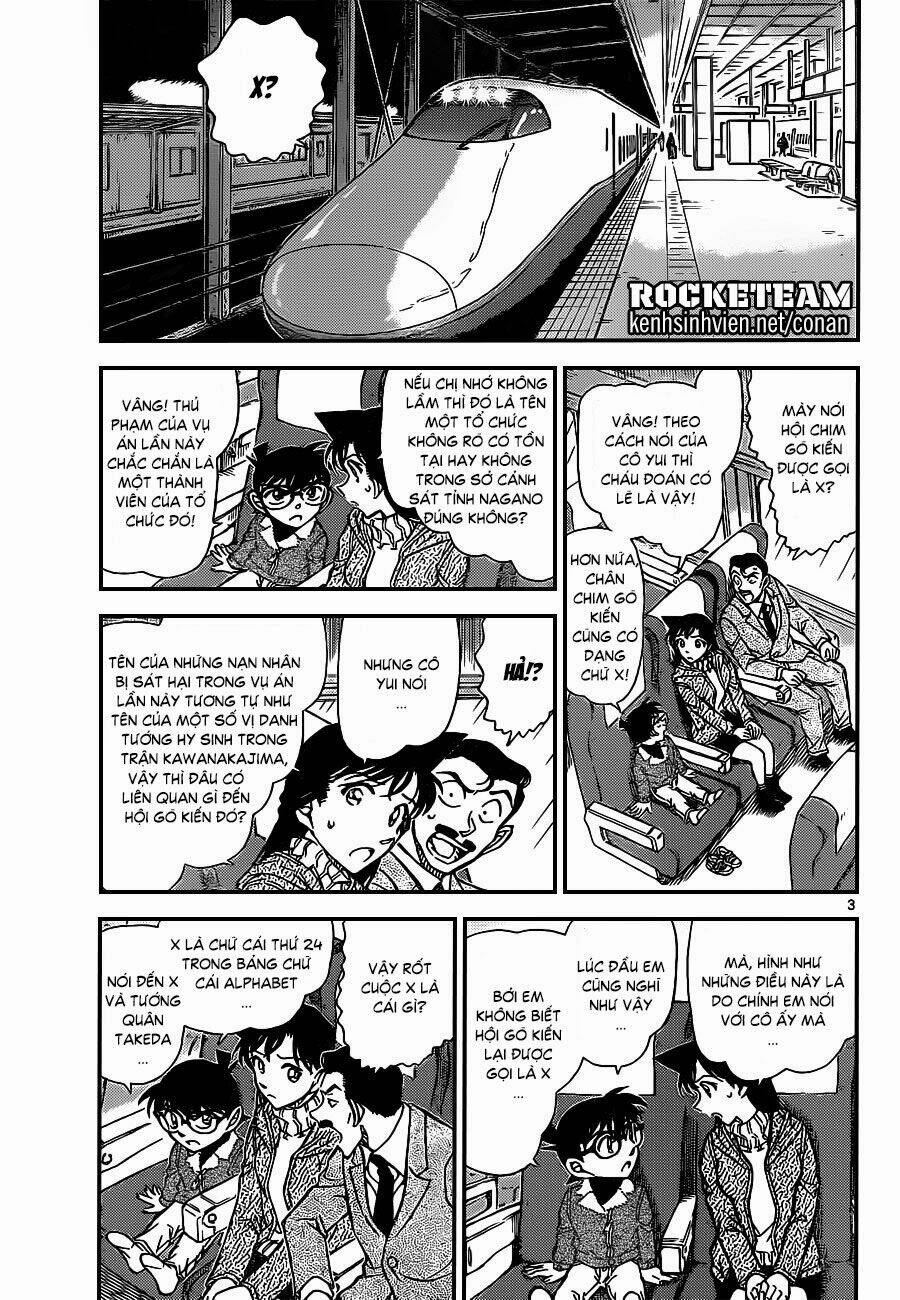 X?
ROCKETEAM
kenhsinhvien.net/conan
MÀY NÓI
HỘI CHIM
GÕ KIẾN
ĐƯỢC GỌI
LÀ X?
VÂNG! THEO
CÁCH NÓI CỦA
CÔ YUI THÌ
CHÁU ĐOÁN CÓ
LẼ LÀ VẬY!
HƠN NỮA,
CHÂN
CHIM GÕ
KIẾN
CŨNG CÓ
DẠNG
CHỮ X!
NẾU CHỊ NHỚ KHÔNG
LẦM THÌ ĐÓ LÀ TÊN
MỘT TỔ CHỨC
KHÔNG RÕ CÓ TỒN
TẠI HAY KHÔNG
TRONG SỞ CẢNH
SÁT TỈNH NAGANO
ĐÚNG KHÔNG?
VÂNG! THỦ
PHẠM CỦA VỤ
ÁN LẦN NÀY
CHẮC CHẮN LÀ
MỘT THÀNH
VIÊN CỦA TỔ
CHỨC ĐÓ!
HẢ!?
NHƯNG CÔ
YUI NÓI
...
TÊN CỦA NHỮNG NẠN NHÂN
BỊ SÁT HẠI TRONG VỤ ÁN
LẦN NÀY TƯƠNG TỰ NHƯ
TÊN CỦA MỘT SỐ VỊ DANH
TƯỚNG HY SINH TRONG
TRẬN KAWANAKAJIMA,
VẬY THÌ ĐÂU CÓ
LIÊN QUAN GÌ ĐẾN
HỘI GÕ KIẾN ĐÓ?
3
MÀ, HÌNH NHƯ
NHỮNG ĐIỀU NÀY LÀ
DO CHÍNH EM NÓI
VỚI CÔ ẤY MÀ
...
LÚC ĐẦU EM
CŨNG NGHĨ
NHƯ VẬY
...
BỞI EM
KHÔNG BIẾT
HỘI GÕ KIẾN
LẠI ĐƯỢC
GỌI LÀ X ...
VẬY RỐT
CUỘC X LÀ
CÁI GÌ?
X LÀ CHỮ CÁI THỨ 24
TRONG BẢNG CHỮ
CÁI ALPHABET
...
NÓI ĐẾN X
VÀ TƯỚNG
QUÂN
TAKEDA
...